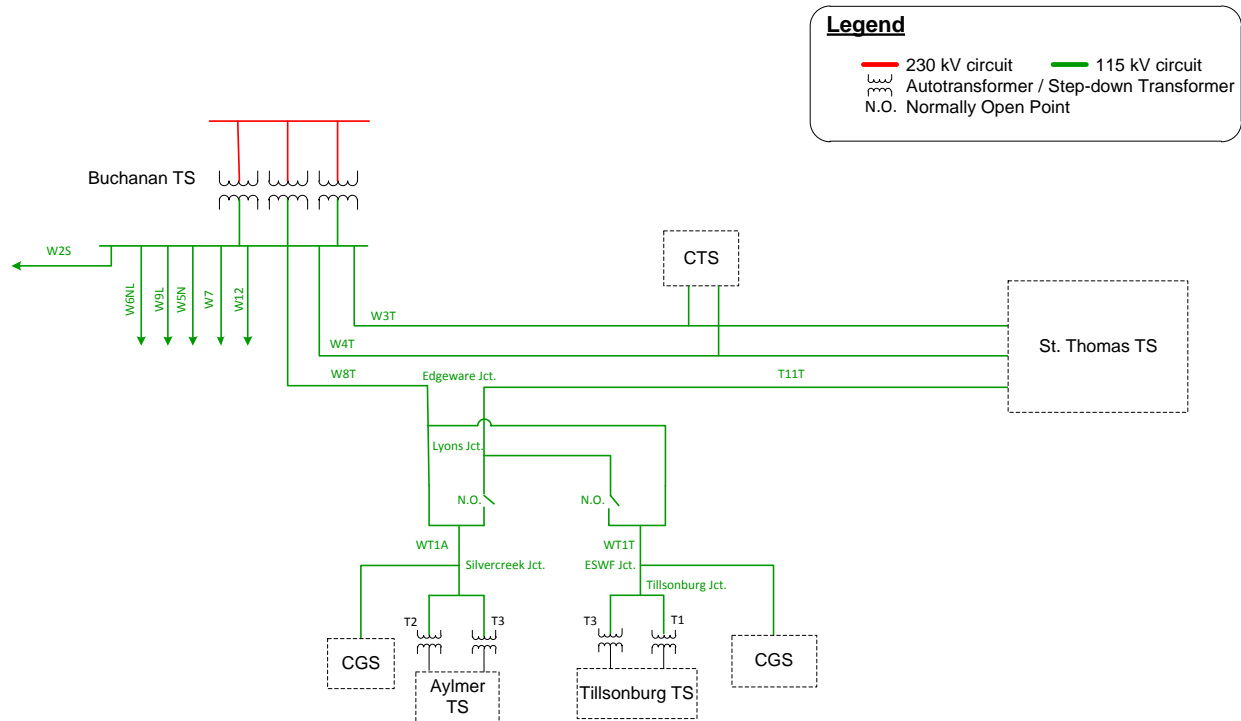 Legend
230 kV circuit
115 kV circuit
Autotransformer / Step-down Transformer
N.O. Normally Open Point
Buchanan TS
W2S
W6NL
W9L
W5N
W7
W12
CTS
W3T
St. Thomas TS
W4T
W8T
Edgeware Jct.
T11T
Lyons Jct.
N.O.
N.O.
WT1A
WT1T
Silvercreek Jct.
ESWF Jct.
Tillsonburg Jct.
T2
T3
T3
T1
CGS
CGS
Aylmer
TS
Tillsonburg TS